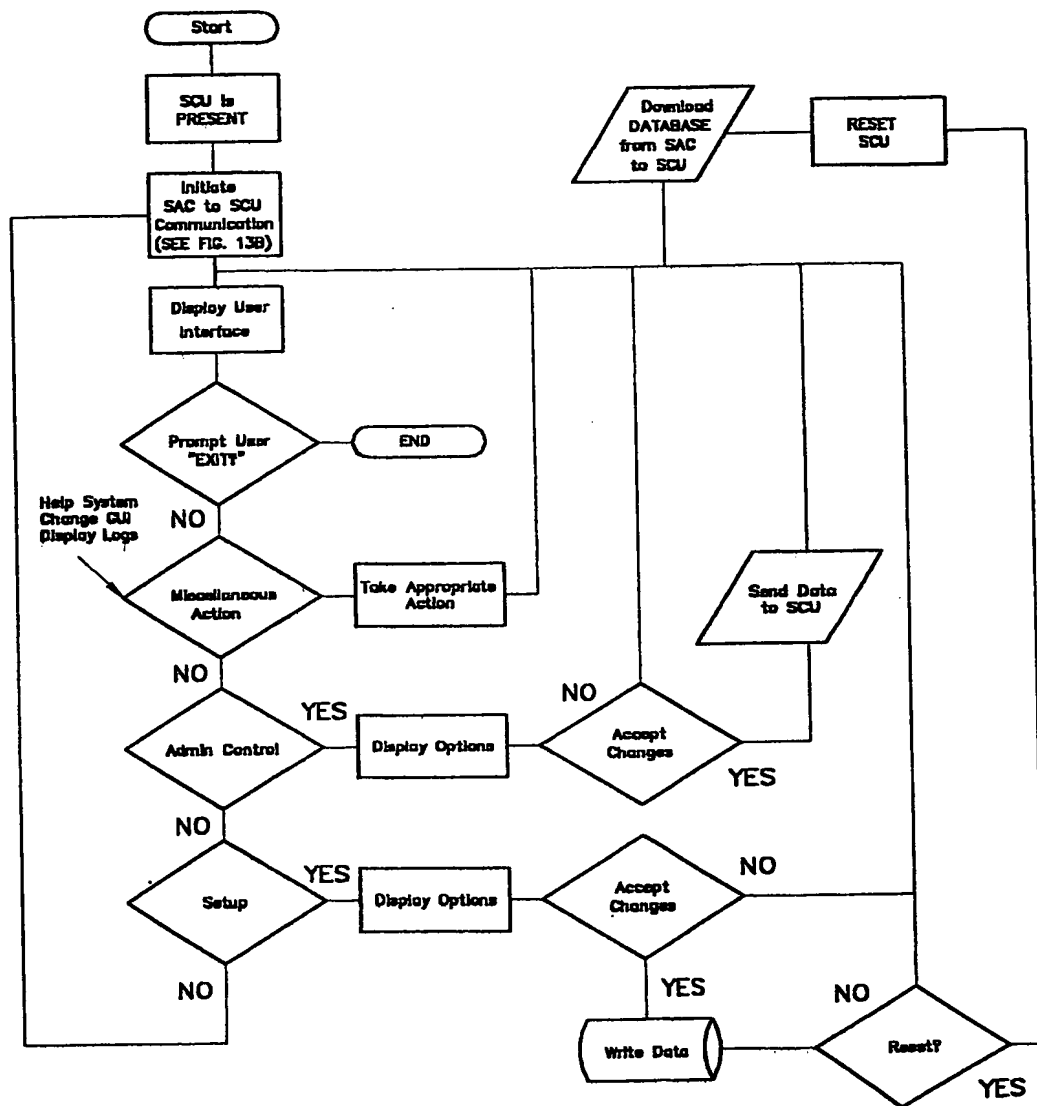 Start
SCU is
PRESENT
Initiate
SAC to SCU
Communication
(SEE FIG. 13B)
Display User
Interface
Prompt User
"EXIT?"
END
NO
Help System
Change GUI
Display Logs
Miscellaneous
Action
Take Appropriate
Action
NO
Admin Control
YES
Display Options
NO
Accept
Changes
YES
Send Data
to SCU
Download
DATABASE
from SAC
to SCU
RESET
SCU
NO
Setup
YES
Display Options
Accept
Changes
NO
YES
NO
Write Data
NO
Reset?
YES